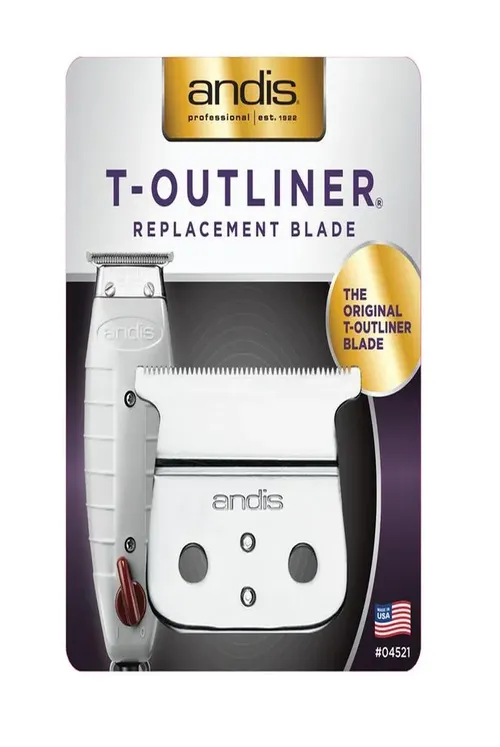 andis
professional | est. 1922
T-OUTLINER®
REPLACEMENT BLADE
THE
ORIGINAL
T-OUTLINER
BLADE
andis
andis
MADE IN
USA
#04521